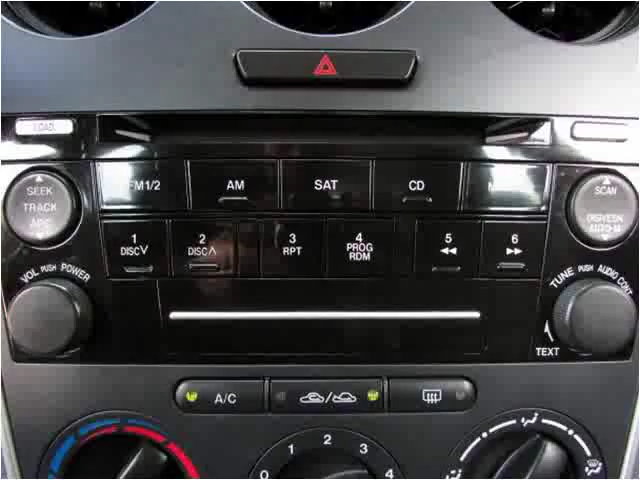 LOAD
FM1/2 AM SAT CD
SEEK
TRACK
SCAN
1 2 3 4 5 6
DISC∨ DISC∧ RPT PROG RDM ◀◀ ▶▶
VOL PUSH POWER
TUNE PUSH AUDIO CONT
TEXT
A/C
0 2 3 4